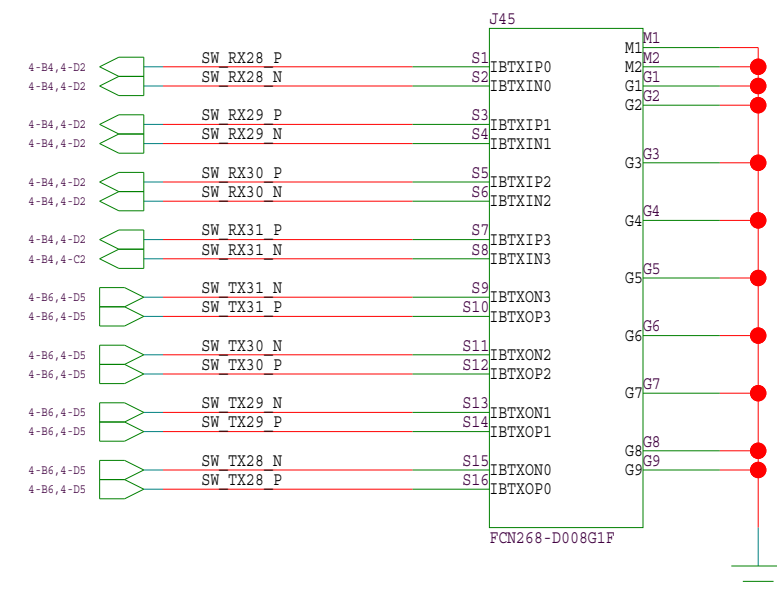 J45
M1
M1
SW_RX28_P
S1
M2
4-B4,4-D2
IBTXIP0
M2
SW_RX28_N
S2
G1
4-B4,4-D2
IBTXIN0
G1
G2
G2
SW_RX29_P
S3
4-B4,4-D2
IBTXIP1
SW_RX29_N
S4
4-B4,4-D2
IBTXIN1
G3
G3
SW_RX30_P
S5
4-B4,4-D2
IBTXIP2
SW_RX30_N
S6
4-B4,4-D2
IBTXIN2
G4
G4
SW_RX31_P
S7
4-B4,4-D2
IBTXIP3
SW_RX31_N
S8
4-B4,4-C2
IBTXIN3
G5
G5
SW_TX31_N
S9
4-B6,4-D5
IBTXON3
SW_TX31_P
S10
4-B6,4-D5
IBTXOP3
G6
G6
SW_TX30_N
S11
4-B6,4-D5
IBTXON2
SW_TX30_P
S12
4-B6,4-D5
IBTXOP2
G7
G7
SW_TX29_N
S13
4-B6,4-D5
IBTXON1
SW_TX29_P
S14
4-B6,4-D5
IBTXOP1
G8
G8
SW_TX28_N
S15
G9
4-B6,4-D5
IBTXON0
G9
SW_TX28_P
S16
4-B6,4-D5
IBTXOP0
FCN268-D008G1F